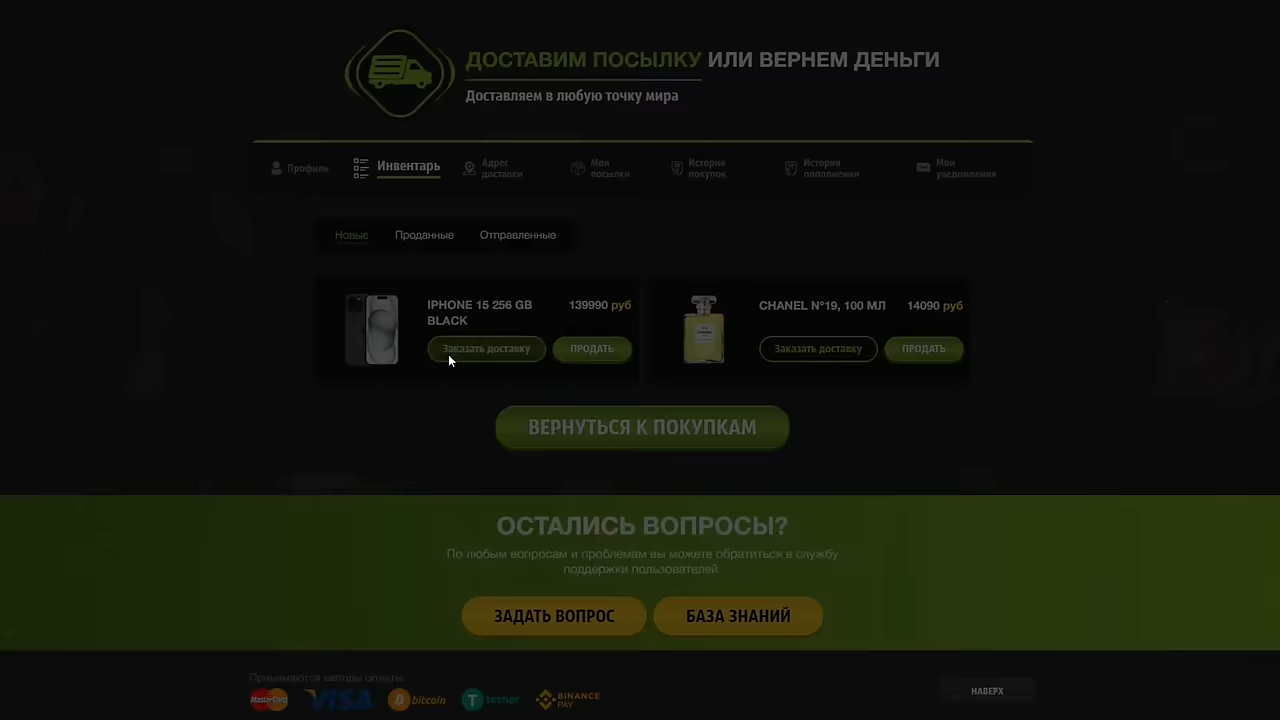 ДОСТАВИМ ПОСЫЛКУ ИЛИ ВЕРНЕМ ДЕНЬГИ
Доставляем в любую точку мира
Профиль
Инвентарь
Адрес
доставки
Мои
посылки
История
покупок
История
пополнении
Мои
уведомления
Новые Проданные Отправленные
IPHONE 15 256 GB
BLACK
139990 руб
Заказать доставку
ПРОДАТЬ
CHANEL N°19, 100 МЛ
14090 руб
Заказать доставку
ПРОДАТЬ
ВЕРНУТЬСЯ К ПОКУПКАМ
ОСТАЛИСЬ ВОПРОСЫ?
По любым вопросам и проблемам вы можете обратиться в службу
поддержки пользователей.
ЗАДАТЬ ВОПРОС
БАЗА ЗНАНИЙ
Принимаются методы оплаты:
MasterCard VISA bitcoin tether BINANCE
PAY
НАВЕРХ